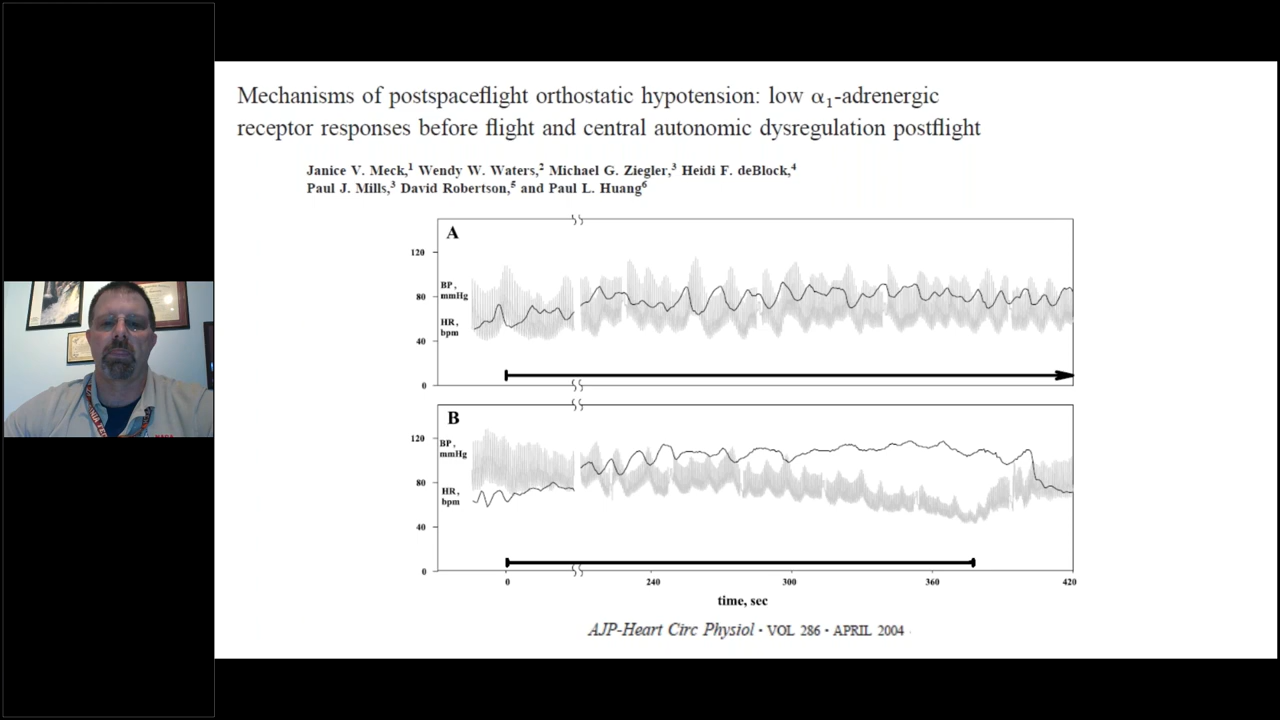 Mechanisms of postspaceflight orthostatic hypotension: low α₁-adrenergic
receptor responses before flight and central autonomic dysregulation postflight
Janice V. Meck,¹ Wendy W. Waters,² Michael G. Ziegler,³ Heidi F. deBlock,⁴
Paul J. Mills,³ David Robertson,⁵ and Paul L. Huang⁶
A
120
BP,
mmHg
80
HR,
bpm
40
0
B
120
BP,
mmHg
80
HR,
bpm
40
0
0 240 300 360 420
time, sec
AJP-Heart Circ Physiol · VOL 286 · APRIL 2004